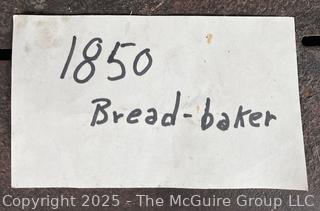 1850
Bread-baker
Copyright © 2025 - The McGuire Group LLC